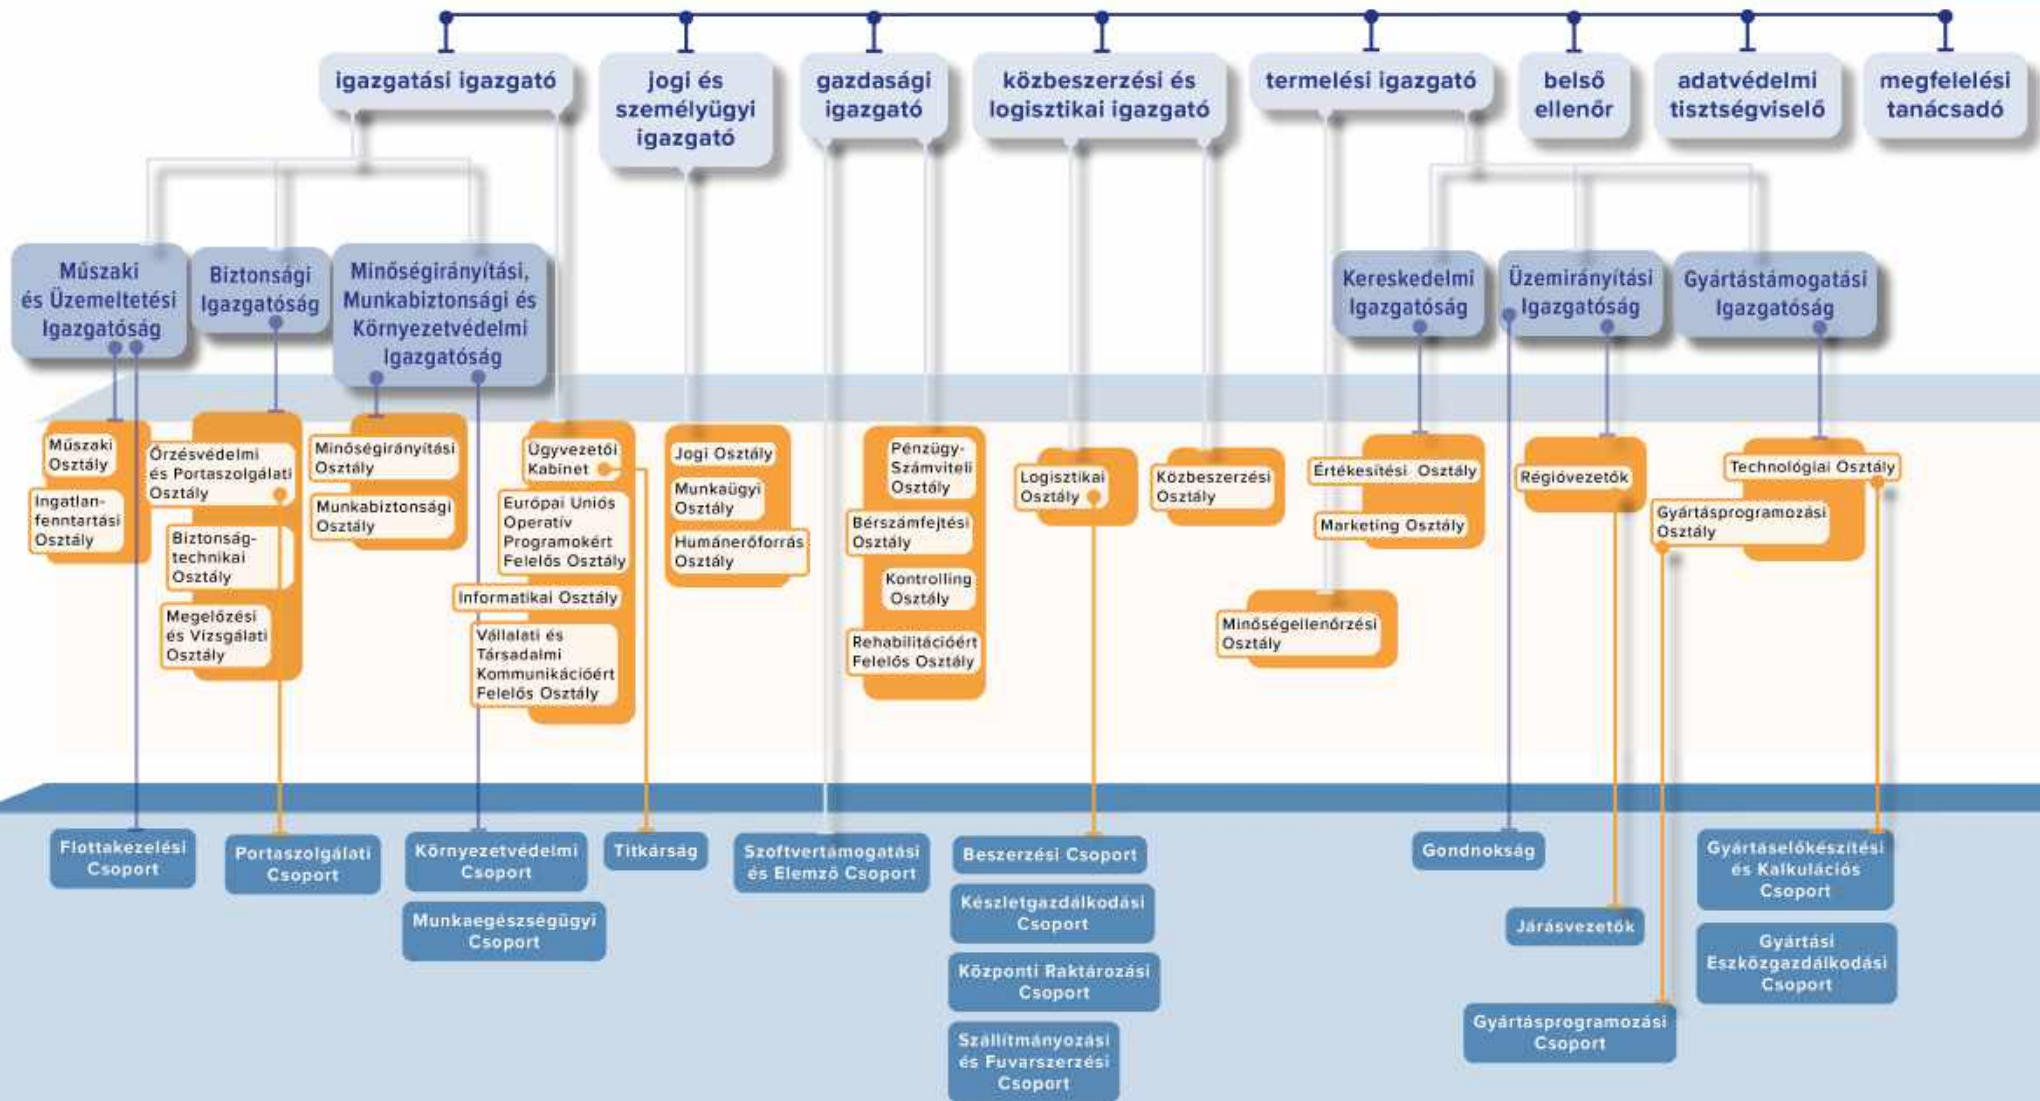 igazgatási igazgató
jogi és
személyügyi
igazgató
gazdasági
igazgató
közbeszerzési és
logisztikai igazgató
termelési igazgató
belső
ellenőr
adatvédelmi
tisztségviselő
megfelelési
tanácsadó
Műszaki
és Üzemeltetési
Igazgatóság
Biztonsági
Igazgatóság
Minőségirányítási,
Munkabiztonsági és
Környezetvédelmi
Igazgatóság
Kereskedelmi
Igazgatóság
Üzemirányítási
Igazgatóság
Gyártástámogatási
Igazgatóság
Műszaki
Osztály
Ingatlan-
fenntartási
Osztály
Őrzésvédelmi
és Portaszolgálati
Osztály
Biztonság-
technikai
Osztály
Megelőzési
és Vizsgálati
Osztály
Minőségirányítási
Osztály
Munkabiztonsági
Osztály
Ügyvezetői
Kabinet
Európai Uniós
Operatív
Programokért
Felelős Osztály
Informatikai Osztály
Vállalati és
Társadalmi
Kommunikációért
Felelős Osztály
Jogi Osztály
Munkaügyi
Osztály
Humánerőforrás
Osztály
Pénzügy-
Számviteli
Osztály
Bérszámfejtési
Osztály
Kontrolling
Osztály
Rehabilitációért
Felelős Osztály
Logisztikai
Osztály
Közbeszerzési
Osztály
Minőségellenőrzési
Osztály
Értékesítési Osztály
Marketing Osztály
Régióvezetők
Technológiai Osztály
Gyártásprogramozási
Osztály
Flottakezelési
Csoport
Portaszolgálati
Csoport
Környezetvédelmi
Csoport
Munkaegészségügyi
Csoport
Titkárság
Szoftvertámogatási
és Elemző Csoport
Beszerzési Csoport
Készletgazdálkodási
Csoport
Központi Raktározási
Csoport
Szállítmányozási
és Fuvarszerzési
Csoport
Gondnokság
Járásvezetők
Gyártásprogramozási
Csoport
Gyártáselőkészítési
és Kalkulációs
Csoport
Gyártási
Eszközgazdálkodási
Csoport